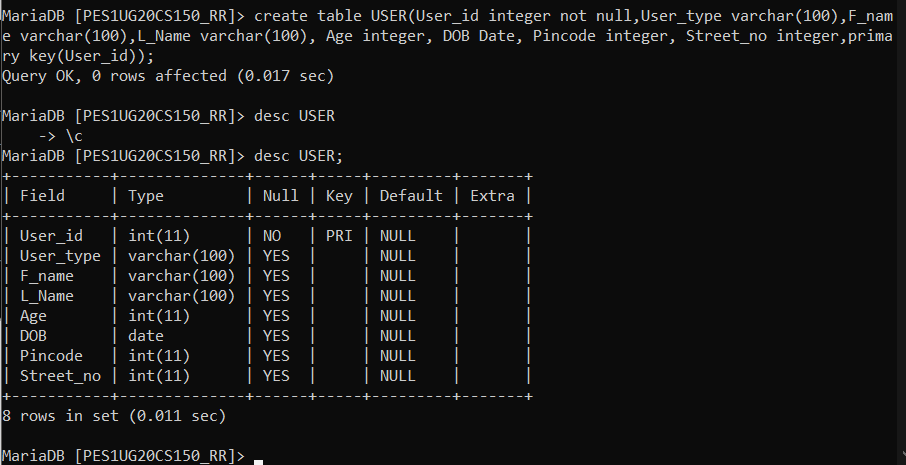 MariaDB [PES1UG20CS150_RR]> create table USER(User_id integer not null,User_type varchar(100),F_nam
e varchar(100),L_Name varchar(100), Age integer, DOB Date, Pincode integer, Street_no integer,prima
ry key(User_id));
Query OK, 0 rows affected (0.017 sec)

MariaDB [PES1UG20CS150_RR]> desc USER
    -> \c
MariaDB [PES1UG20CS150_RR]> desc USER;
+-----------+--------------+------+-----+---------+-------+
| Field     | Type         | Null | Key | Default | Extra |
+-----------+--------------+------+-----+---------+-------+
| User_id   | int(11)      | NO   | PRI | NULL    |       |
| User_type | varchar(100) | YES  |     | NULL    |       |
| F_name    | varchar(100) | YES  |     | NULL    |       |
| L_Name    | varchar(100) | YES  |     | NULL    |       |
| Age       | int(11)      | YES  |     | NULL    |       |
| DOB       | date         | YES  |     | NULL    |       |
| Pincode   | int(11)      | YES  |     | NULL    |       |
| Street_no | int(11)      | YES  |     | NULL    |       |
+-----------+--------------+------+-----+---------+-------+
8 rows in set (0.011 sec)

MariaDB [PES1UG20CS150_RR]>